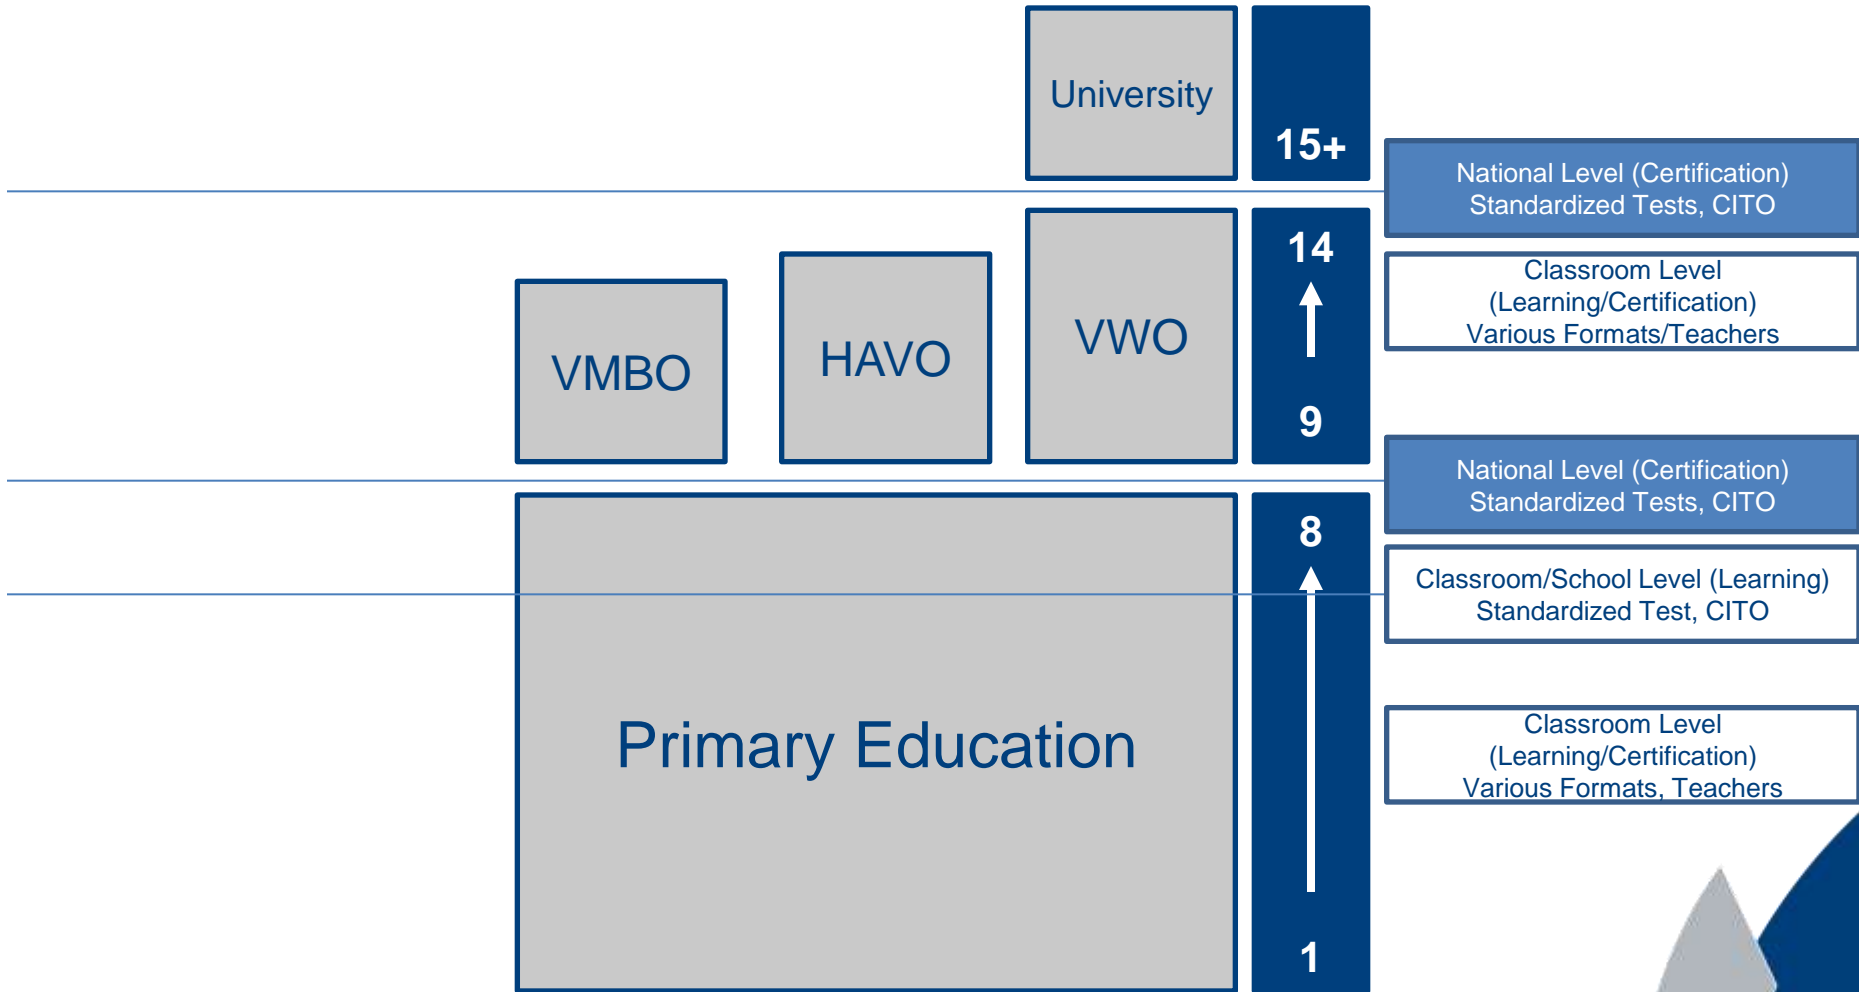 University
15+
National Level (Certification)
Standardized Tests, CITO
VMBO
HAVO
VWO
14
9
Classroom Level
(Learning/Certification)
Various Formats/Teachers
National Level (Certification)
Standardized Tests, CITO
Primary Education
8
1
Classroom/School Level (Learning)
Standardized Test, CITO
Classroom Level
(Learning/Certification)
Various Formats, Teachers